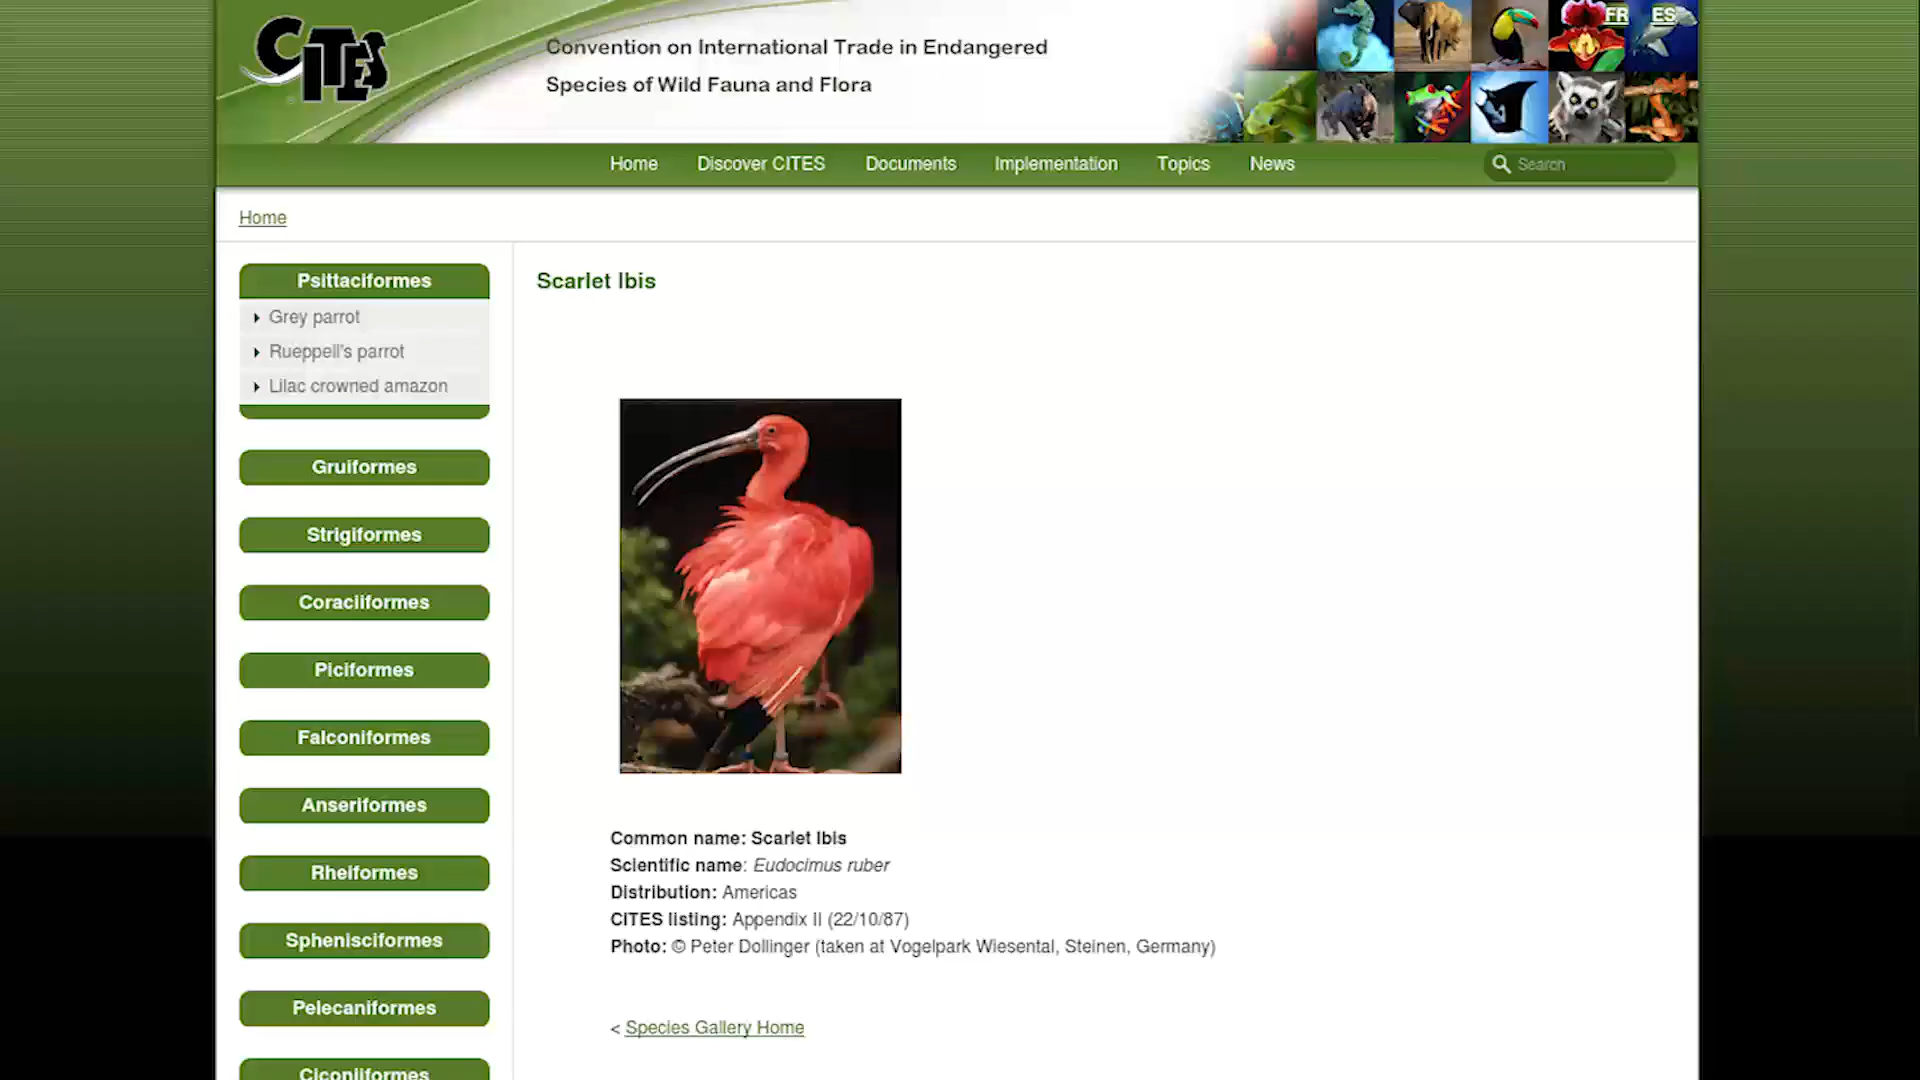 CITES
Convention on International Trade in Endangered
Species of Wild Fauna and Flora
FR ES
Home Discover CITES Documents Implementation Topics News Search
Home
Psittaciformes
Grey parrot
Rueppell's parrot
Lilac crowned amazon
Gruiformes
Strigiformes
Coraciiformes
Piciformes
Falconiformes
Anseriformes
Rheiformes
Sphenisciformes
Pelecaniformes
Ciconiiformes
Scarlet Ibis
Common name: Scarlet Ibis
Scientific name: Eudocimus ruber
Distribution: Americas
CITES listing: Appendix II (22/10/87)
Photo: © Peter Dollinger (taken at Vogelpark Wiesental, Steinen, Germany)
< Species Gallery Home